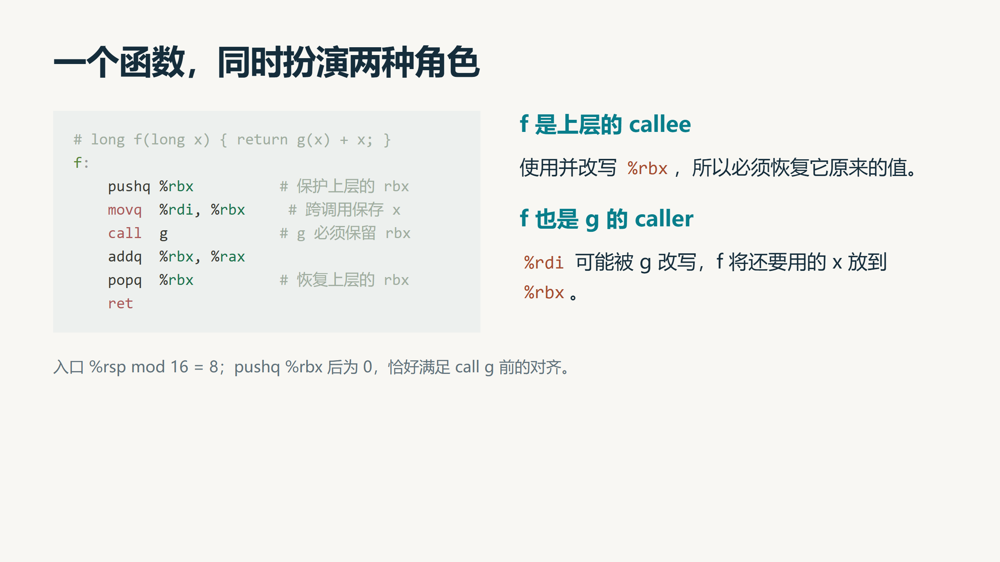 一个函数，同时扮演两种角色
# long f(long x) { return g(x) + x; }
f:
    pushq %rbx          # 保护上层的 rbx
    movq  %rdi, %rbx     # 跨调用保存 x
    call  g             # g 必须保留 rbx
    addq  %rbx, %rax
    popq  %rbx          # 恢复上层的 rbx
    ret
f 是上层的 callee
使用并改写 %rbx，所以必须恢复它原来的值。
f 也是 g 的 caller
%rdi 可能被 g 改写，f 将还要用的 x 放到
%rbx。
入口 %rsp mod 16 = 8；pushq %rbx 后为 0，恰好满足 call g 前的对齐。